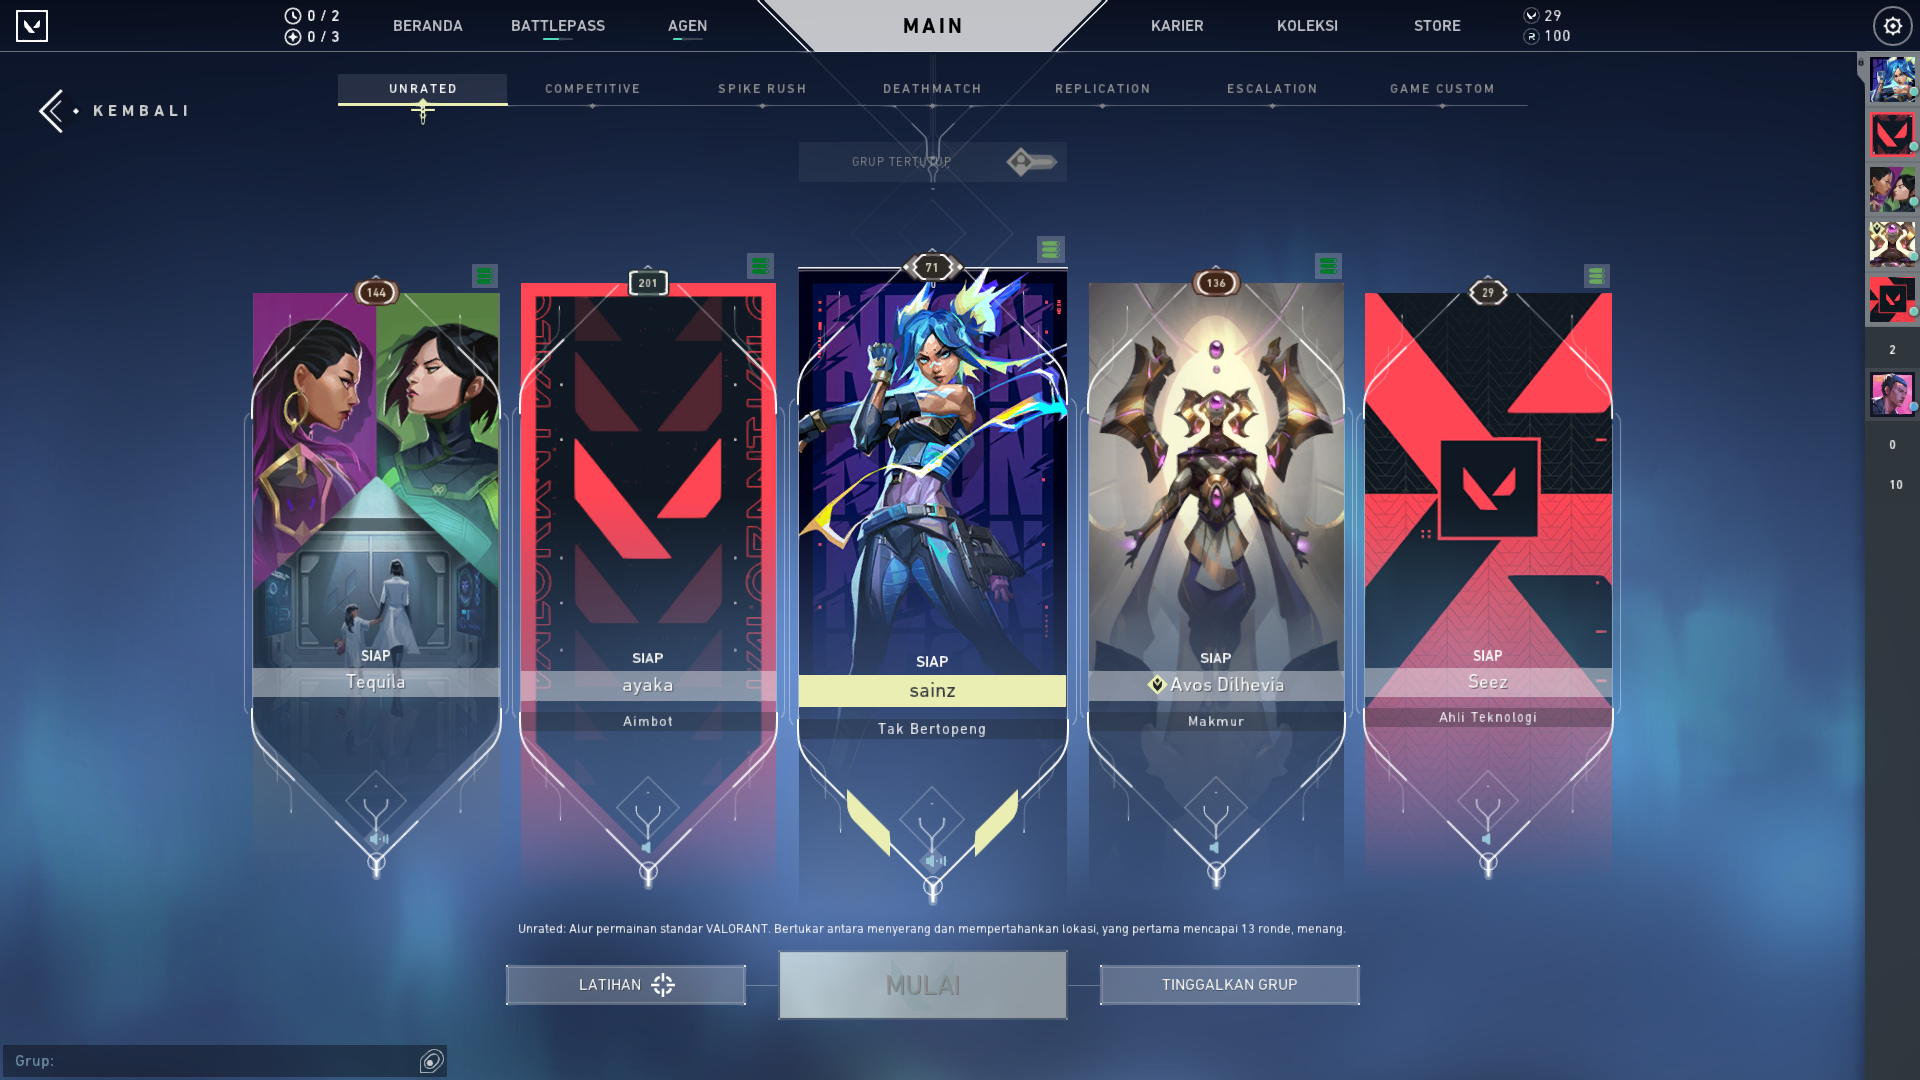 0 / 2
0 / 3
BERANDA
BATTLEPASS
AGEN
MAIN
KARIER
KOLEKSI
STORE
29
100
KEMBALI
UNRATED
COMPETITIVE
SPIKE RUSH
DEATHMATCH
REPLICATION
ESCALATION
GAME CUSTOM
GRUP TERTUTUP
144
201
71
136
29
SIAP
Tequila
SIAP
ayaka
Aimbot
SIAP
sainz
Tak Bertopeng
SIAP
Avos Dilhevia
Makmur
SIAP
Seez
Ahli Teknologi
2
0
10
Unrated: Alur permainan standar VALORANT. Bertukar antara menyerang dan mempertahankan lokasi, yang pertama mencapai 13 ronde, menang.
LATIHAN
MULAI
TINGGALKAN GRUP
Grup: